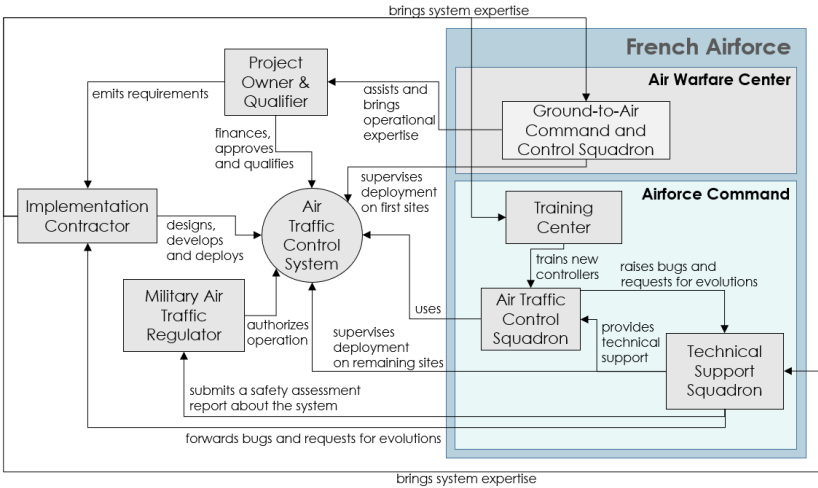 brings system expertise
French Airforce
Air Warfare Center
Project
Owner &
Qualifier
emits requirements
assists and
brings
operational
expertise
Ground-to-Air
Command and
Control Squadron
finances,
approves
and qualifies
supervises
deployment
on first sites
Airforce Command
Implementation
Contractor
designs,
develops
and deploys
Air
Traffic
Control
System
Training
Center
trains new
controllers
raises bugs and
requests for evolutions
Military Air
Traffic
Regulator
authorizes
operation
uses
Air Traffic
Control
Squadron
supervises
deployment
on remaining sites
provides
technical
support
Technical
Support
Squadron
submits a safety assessment
report about the system
forwards bugs and requests for evolutions
brings system expertise